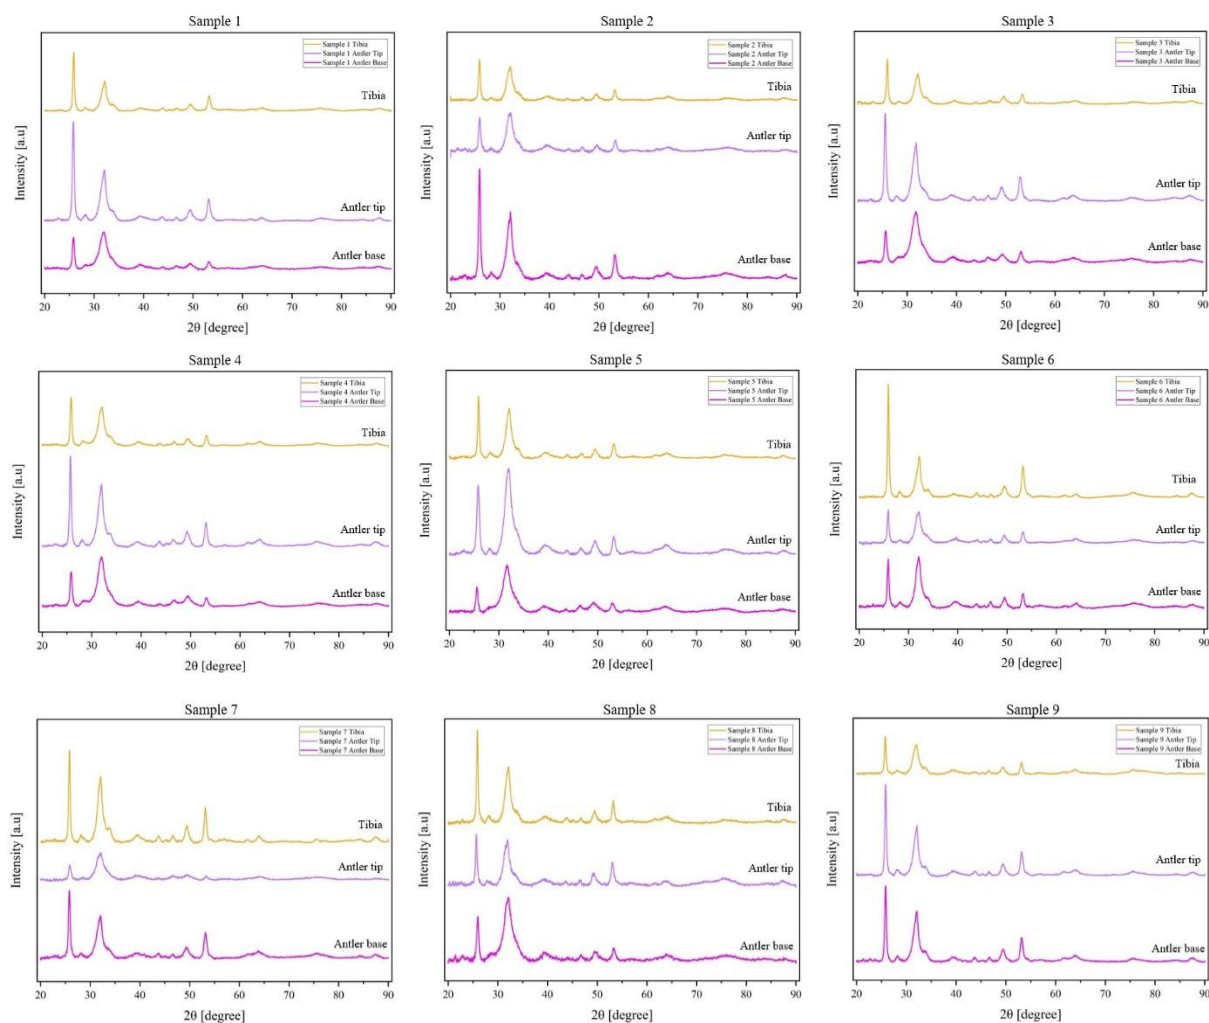 Sample 1
Sample 1 Tibia
Sample 1 Antler Tip
Sample 1 Antler Base
Tibia
Antler tip
Antler base
Intensity [a.u]
20 30 40 50 60 70 80 90
2θ [degree]
Sample 2
Sample 2 Tibia
Sample 2 Antler Tip
Sample 2 Antler Base
Tibia
Antler tip
Antler base
Intensity [a.u]
20 30 40 50 60 70 80 90
2θ [degree]
Sample 3
Sample 3 Tibia
Sample 3 Antler Tip
Sample 3 Antler Base
Tibia
Antler tip
Antler base
Intensity [a.u]
20 30 40 50 60 70 80 90
2θ [degree]
Sample 4
Sample 4 Tibia
Sample 4 Antler Tip
Sample 4 Antler Base
Tibia
Antler tip
Antler base
Intensity [a.u]
20 30 40 50 60 70 80 90
2θ [degree]
Sample 5
Sample 5 Tibia
Sample 5 Antler Tip
Sample 5 Antler Base
Tibia
Antler tip
Antler base
Intensity [a.u]
20 30 40 50 60 70 80 90
2θ [degree]
Sample 6
Sample 6 Tibia
Sample 6 Antler Tip
Sample 6 Antler Base
Tibia
Antler tip
Antler base
Intensity [a.u]
20 30 40 50 60 70 80 90
2θ [degree]
Sample 7
Sample 7 Tibia
Sample 7 Antler Tip
Sample 7 Antler Base
Tibia
Antler tip
Antler base
Intensity [a.u]
20 30 40 50 60 70 80 90
2θ [degree]
Sample 8
Sample 8 Tibia
Sample 8 Antler Tip
Sample 8 Antler Base
Tibia
Antler tip
Antler base
Intensity [a.u]
20 30 40 50 60 70 80 90
2θ [degree]
Sample 9
Sample 9 Tibia
Sample 9 Antler Tip
Sample 9 Antler Base
Tibia
Antler tip
Antler base
Intensity [a.u]
20 30 40 50 60 70 80 90
2θ [degree]